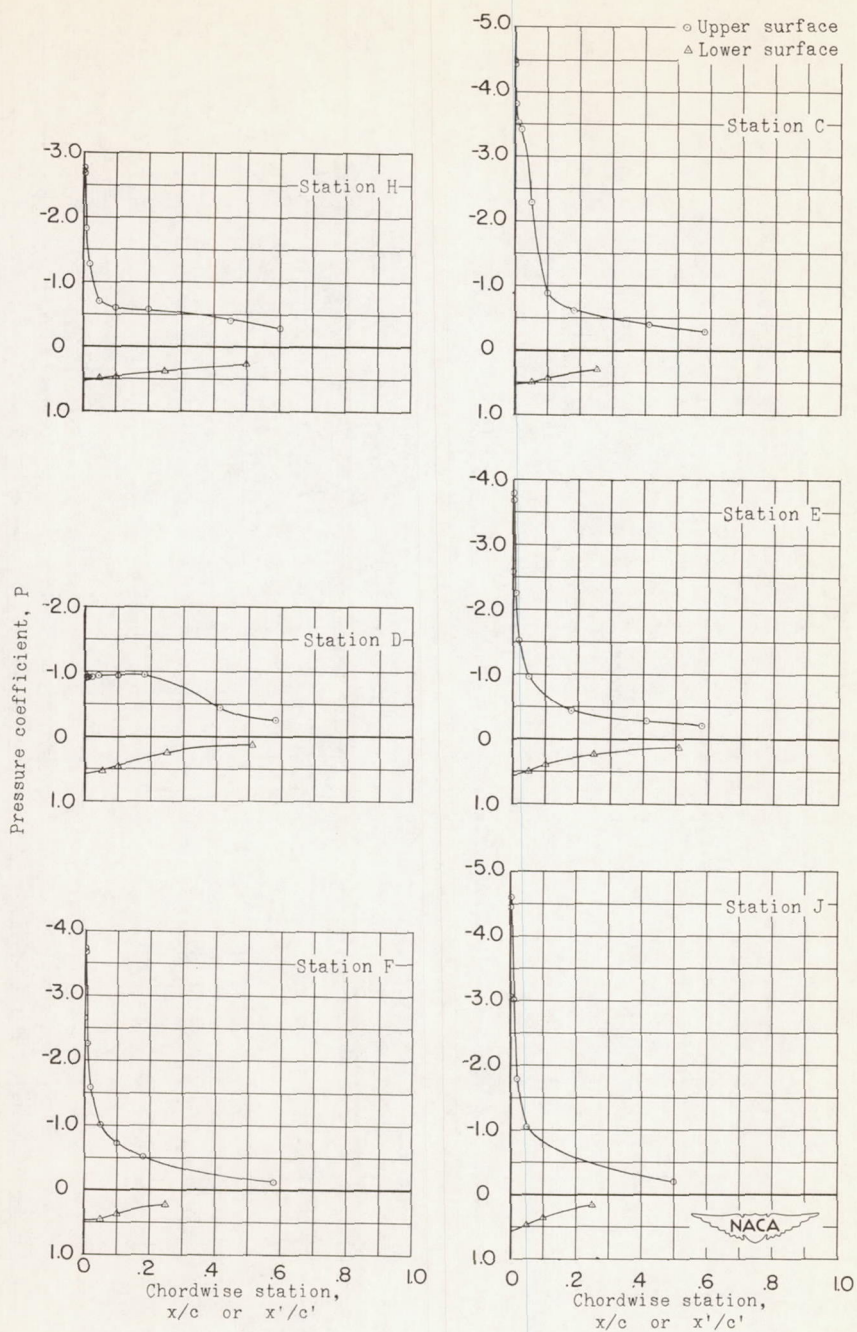 ⊙ Upper surface
△ Lower surface
-5.0
-4.0
Station C
-3.0
-2.0
-1.0
0
1.0
-3.0
Station H
-2.0
-1.0
0
1.0
-4.0
Station E
-3.0
-2.0
-1.0
0
1.0
Pressure coefficient, P
-2.0
Station D
-1.0
0
1.0
-5.0
Station J
-4.0
-3.0
-2.0
-1.0
0
1.0
-4.0
Station F
-3.0
-2.0
-1.0
0
1.0
NACA
0 .2 .4 .6 .8 1.0
Chordwise station,
x/c or x'/c'
0 .2 .4 .6 .8 1.0
Chordwise station,
x/c or x'/c'